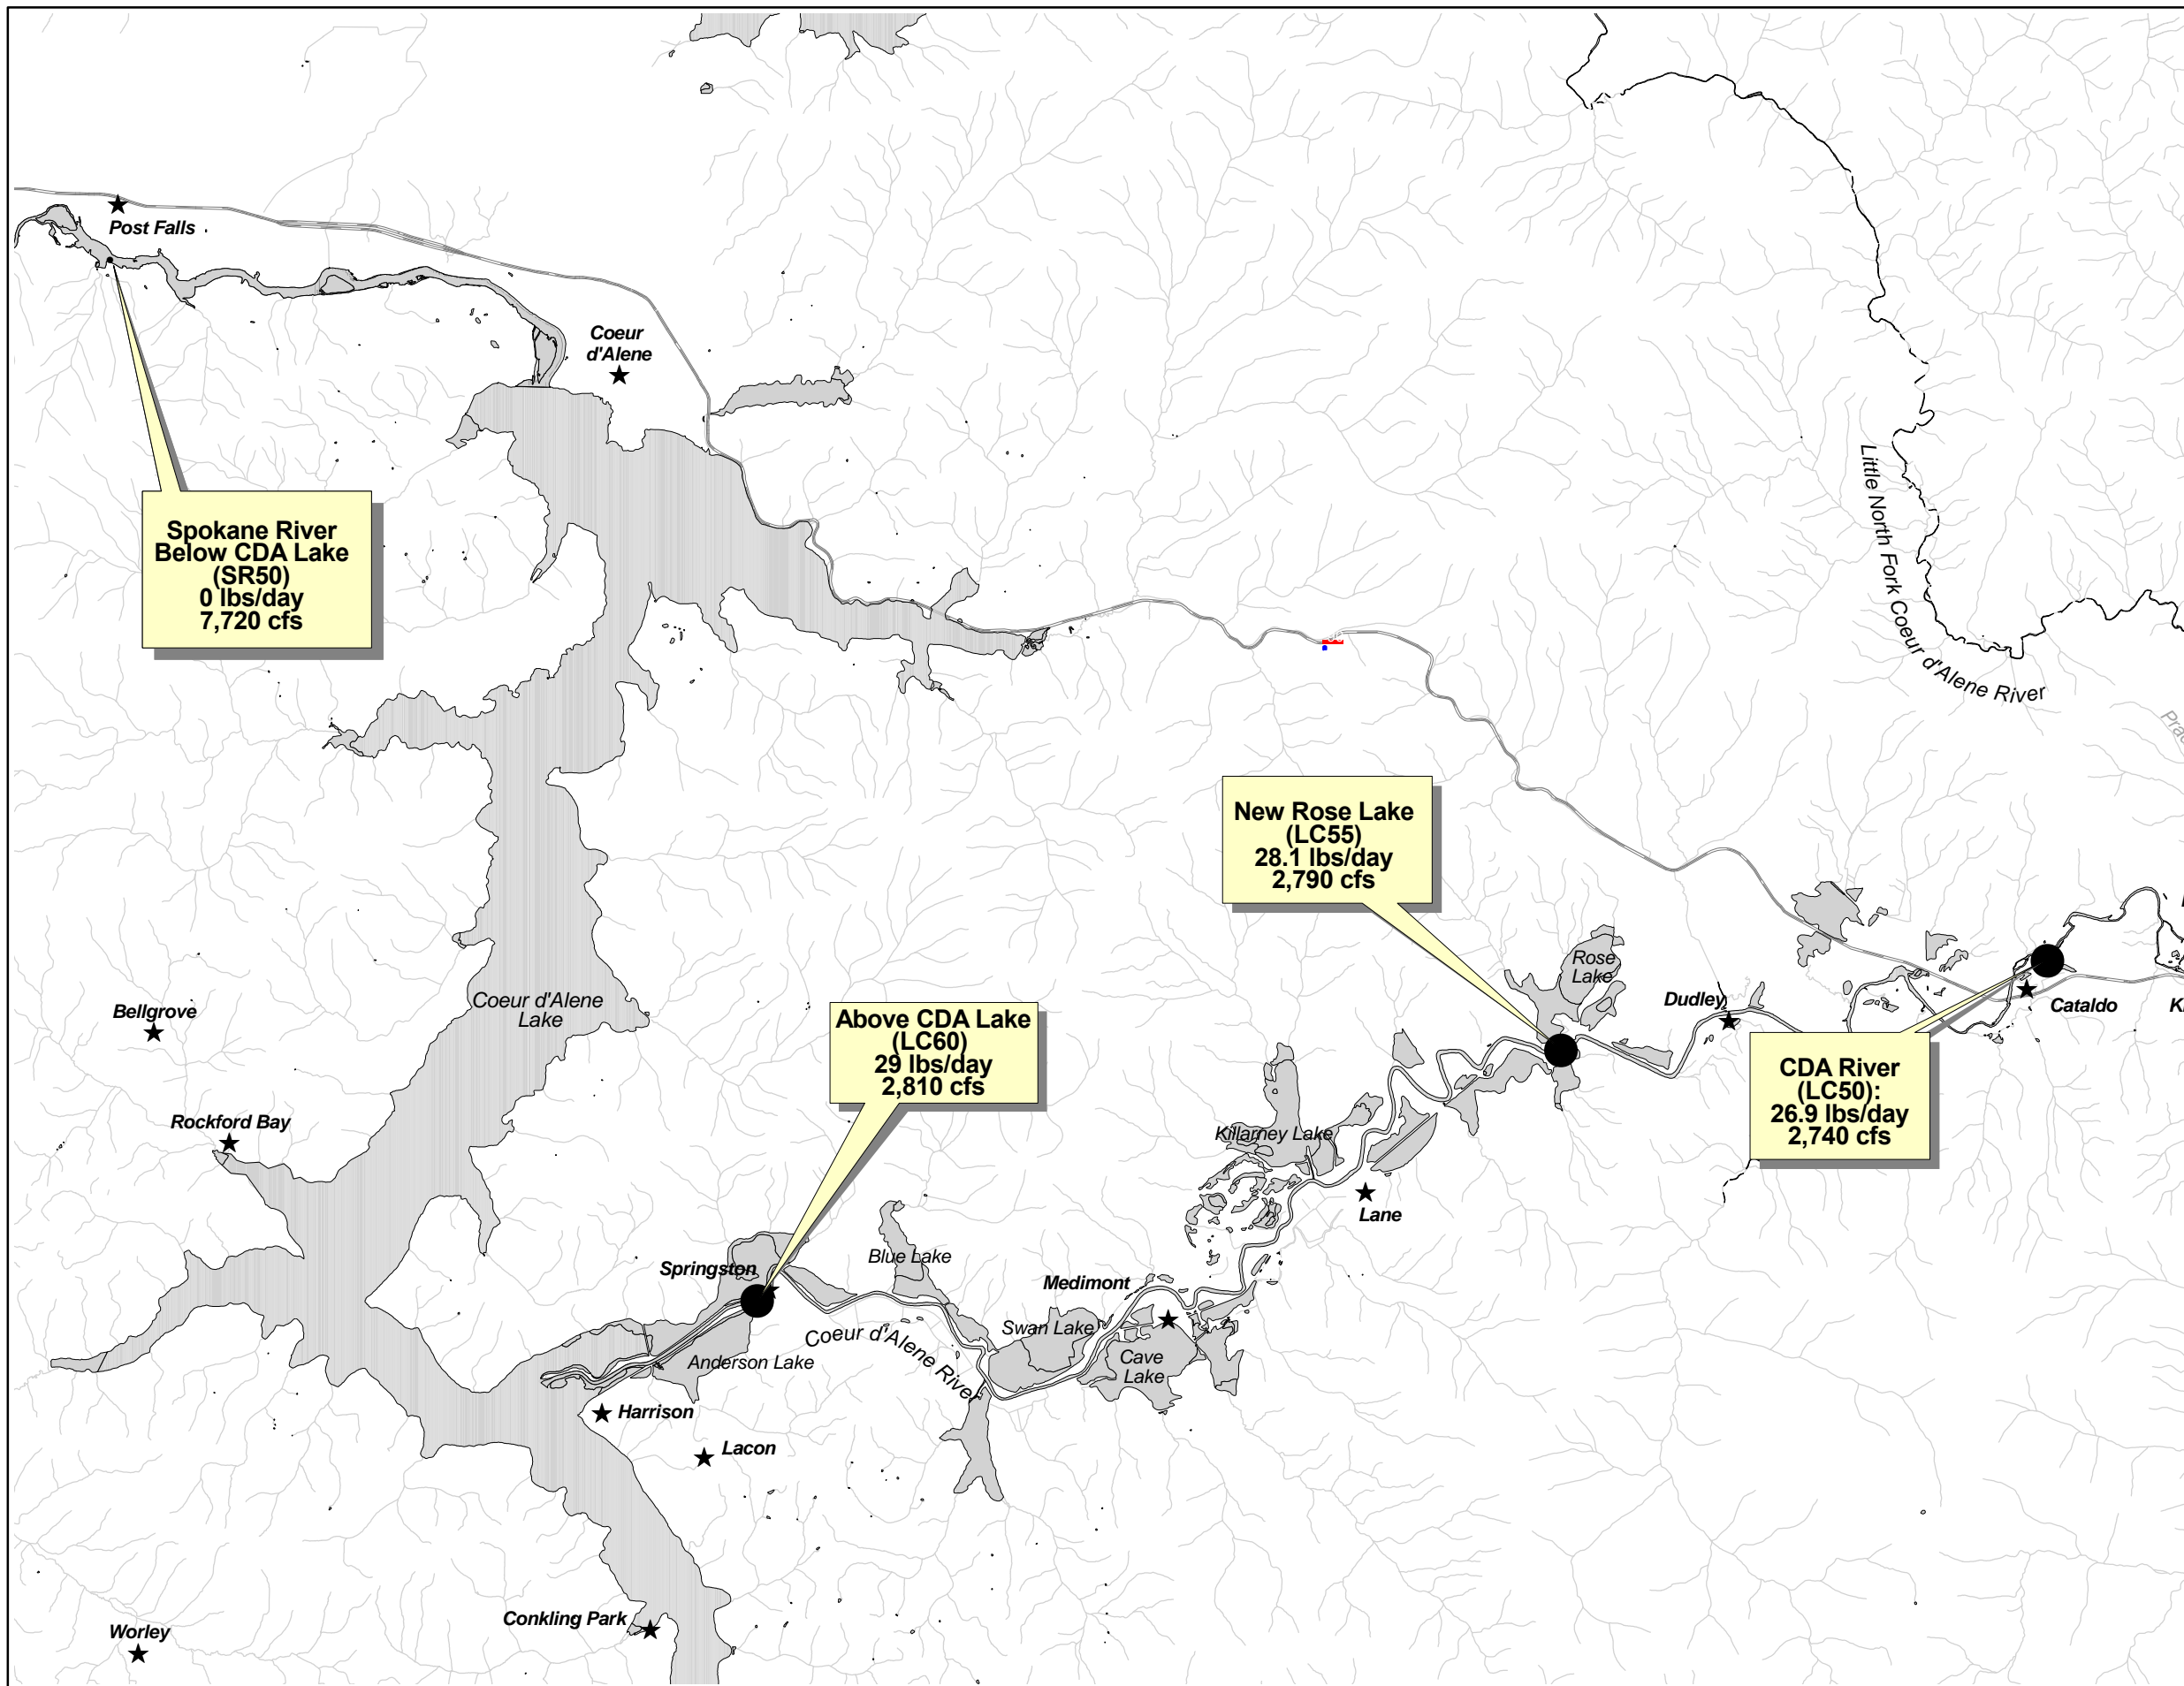 Post Falls
Coeur
d'Alene
Spokane River
Below CDA Lake
(SR50)
0 lbs/day
7,720 cfs
Little North Fork Coeur d'Alene River
New Rose Lake
(LC55)
28.1 lbs/day
2,790 cfs
Rose
Lake
Dudley
Cataldo
Bellgrove
Coeur d'Alene
Lake
Above CDA Lake
(LC60)
29 lbs/day
2,810 cfs
CDA River
(LC50):
26.9 lbs/day
2,740 cfs
Rockford Bay
Killarney Lake
Lane
Springston
Blue Lake
Medimont
Swan Lake
Coeur d'Alene River
Anderson Lake
Cave
Lake
Harrison
Lacon
Conkling Park
Worley